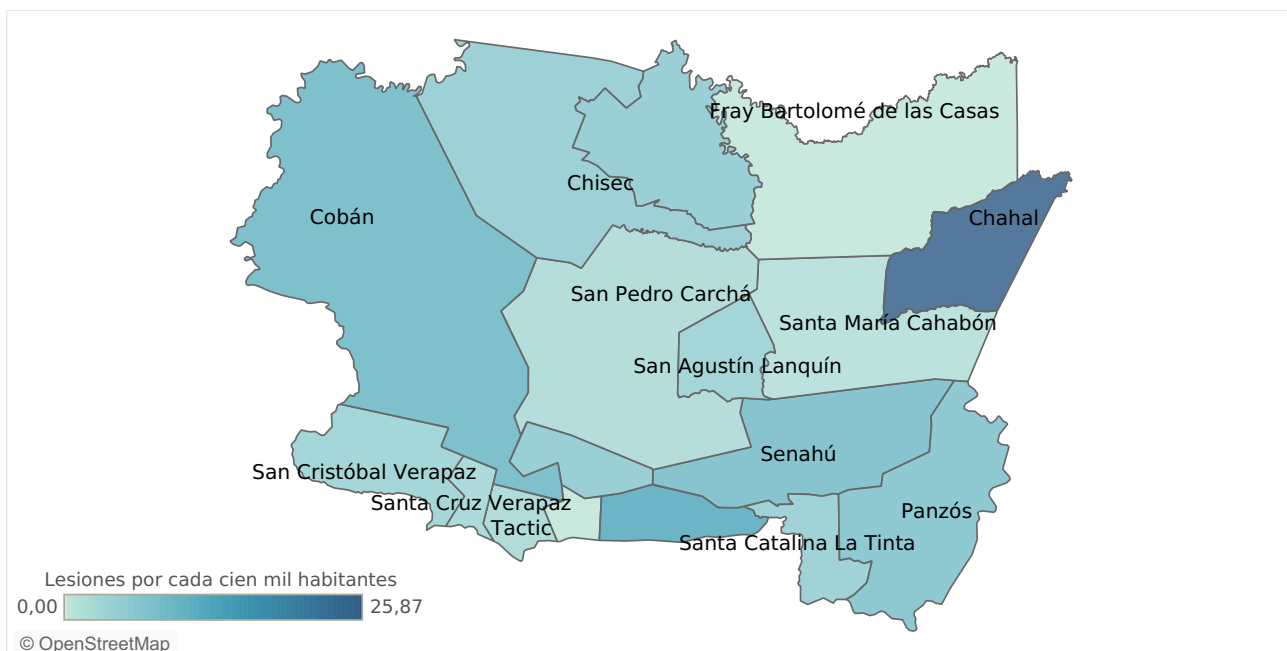 Fray Bartolomé de las Casas
Chisec
Cobán
Chahal
San Pedro Carchá
Santa María Cahabón
San Agustín Lanquín
Senahú
San Cristóbal Verapaz
Santa Cruz Verapaz
Panzós
Tactic
Santa Catalina La Tinta
Lesiones por cada cien mil habitantes
0,00 25,87
© OpenStreetMap